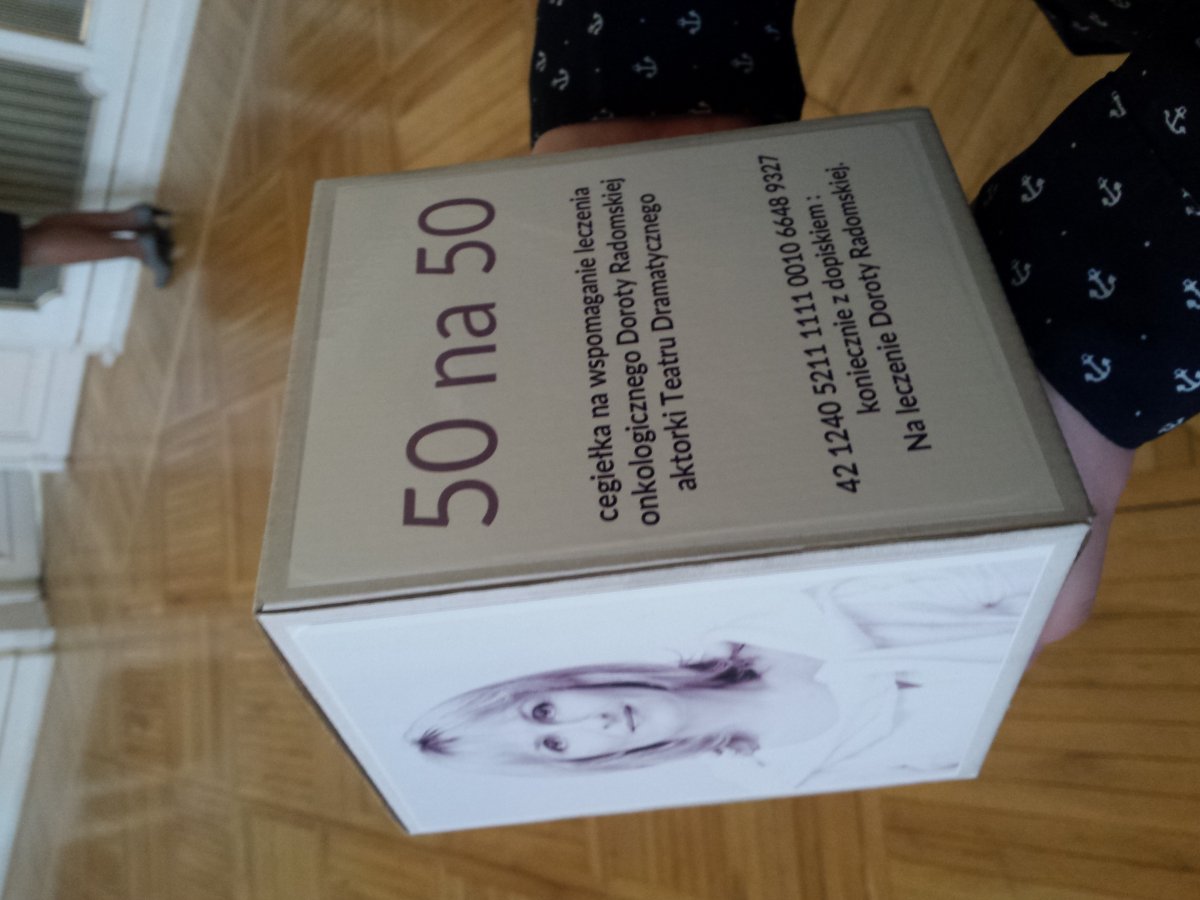 50 na 50
cegiełka na wspomaganie leczenia
onkologicznego Doroty Radomskiej
aktorki Teatru Dramatycznego
42 1240 5211 1111 0010 6648 9327
koniecznie z dopiskiem :
Na leczenie Doroty Radomskiej.